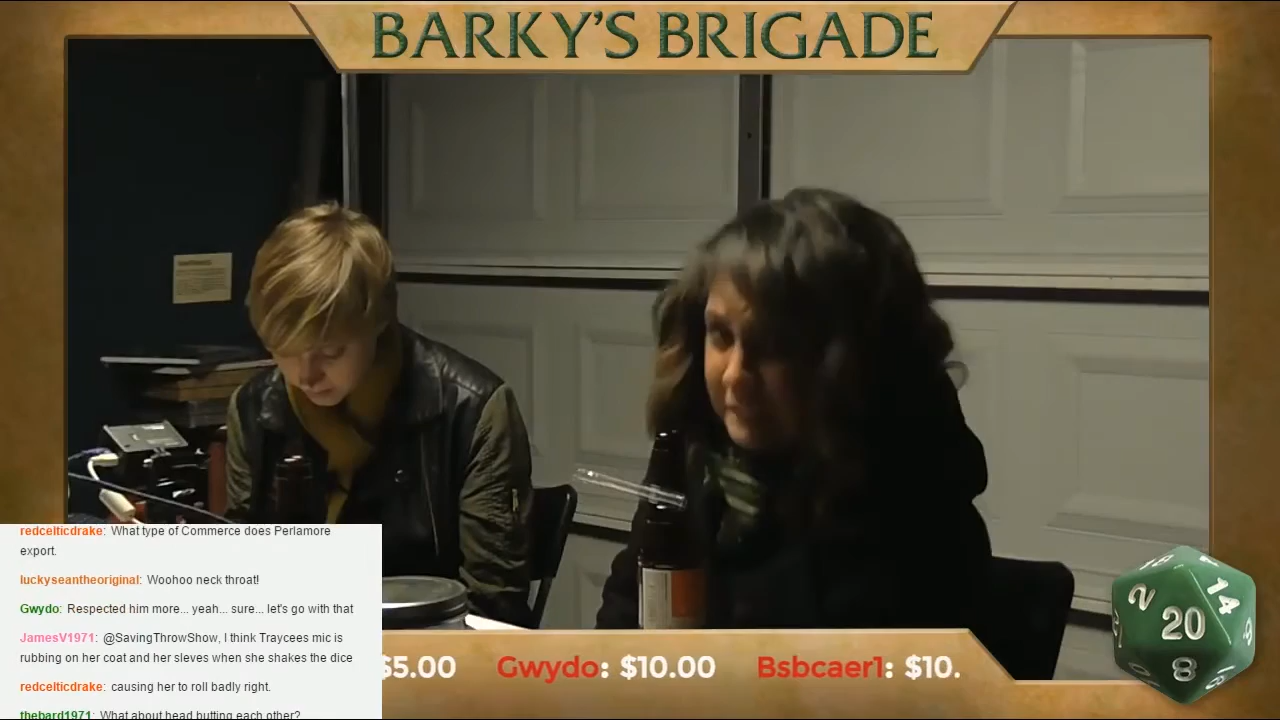 BARKY'S BRIGADE
redcelticdrake: What type of Commerce does Perlamore
export.
luckyseantheoriginal: Woohoo neck throat!
Gwydo: Respected him more... yeah... sure... let's go with that
JamesV1971: @SavingThrowShow, I think Traycees mic is
rubbing on her coat and her sleves when she shakes the dice
redcelticdrake: causing her to roll badly right.
thebard1971: What about head butting each other?
$5.00 Gwydo: $10.00 Bsbcaer1: $10.
2
14
20
8